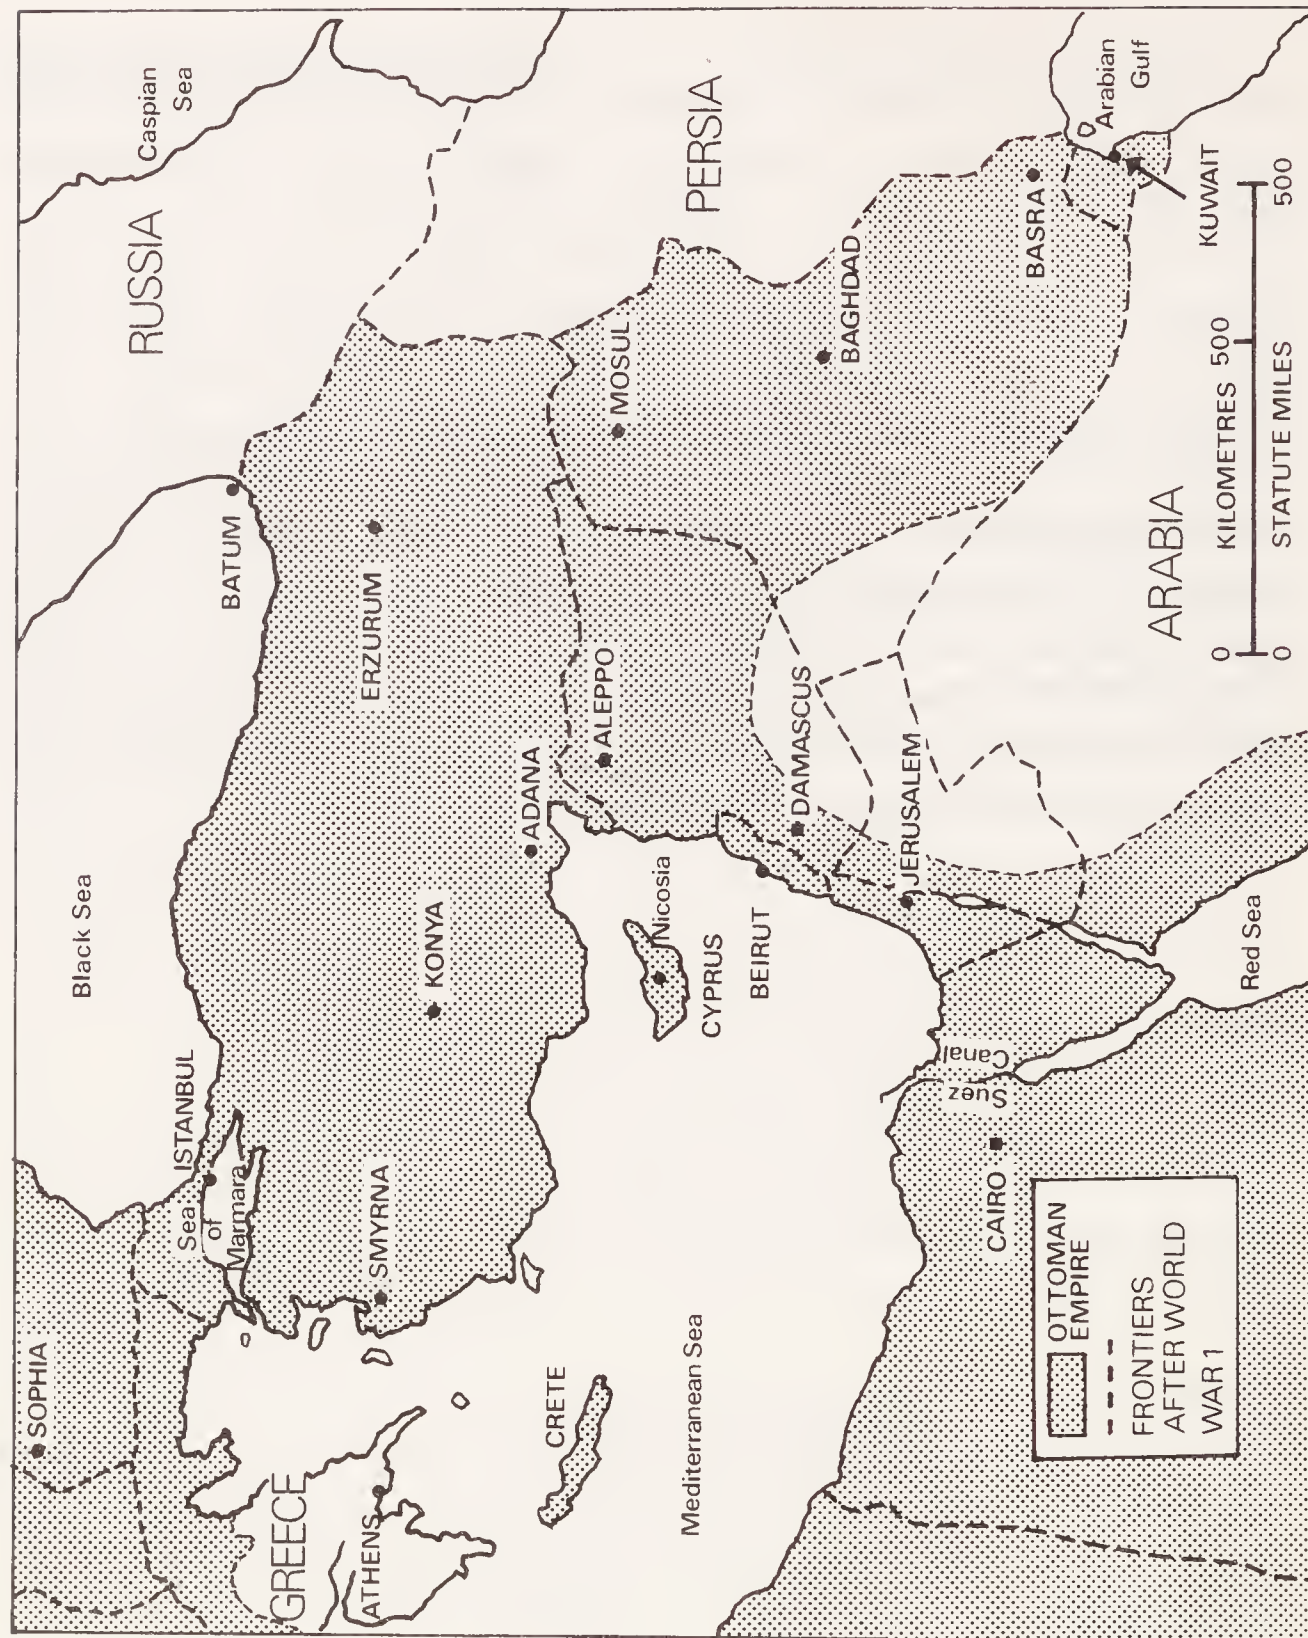 Caspian
Sea
RUSSIA
Black Sea
PERSIA
Arabian
Gulf
BATUM
ERZURUM
MOSUL
BAGHDAD
BASRA
KUWAIT
ISTANBUL
Sea
of
Marmara
KONYA
ADANA
ALEPPO
DAMASCUS
JERUSALEM
ARABIA
Nicosia
CYPRUS
BEIRUT
SOPHIA
SMYRNA
GREECE
ATHENS
CRETE
Mediterranean Sea
Suez
Canal
CAIRO
Red Sea
0
KILOMETRES
500
0
STATUTE MILES
500
OTTOMAN
EMPIRE
FRONTIERS
AFTER WORLD
WAR 1